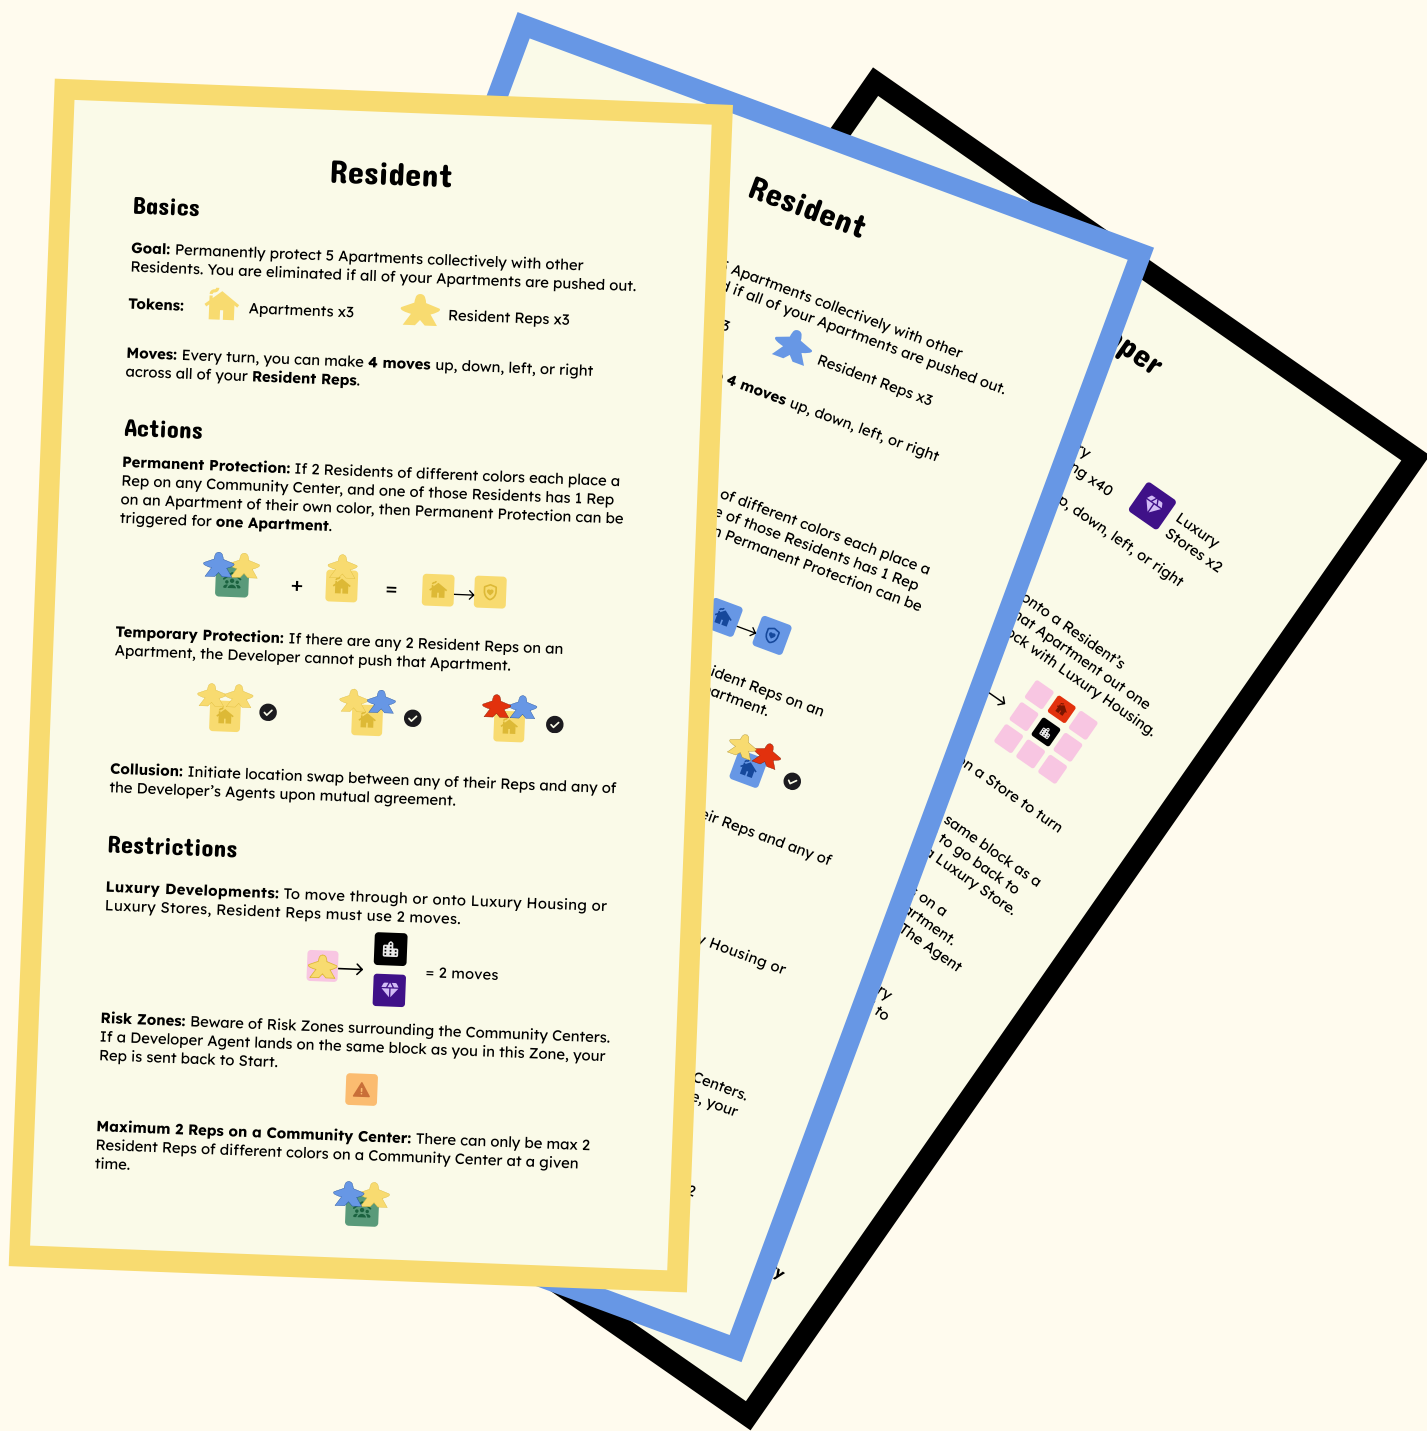 Resident
Basics
Goal: Permanently protect 5 Apartments collectively with other
Residents. You are eliminated if all of your Apartments are pushed out.
Tokens: Apartments x3 Resident Reps x3
Moves: Every turn, you can make 4 moves up, down, left, or right
across all of your Resident Reps.
Actions
Permanent Protection: If 2 Residents of different colors each place a
Rep on any Community Center, and one of those Residents has 1 Rep
on an Apartment of their own color, then Permanent Protection can be
triggered for one Apartment.
+ =
Temporary Protection: If there are any 2 Resident Reps on an
Apartment, the Developer cannot push that Apartment.
Collusion: Initiate location swap between any of their Reps and any of
the Developer's Agents upon mutual agreement.
Restrictions
Luxury Developments: To move through or onto Luxury Housing or
Luxury Stores, Resident Reps must use 2 moves.
= 2 moves
Risk Zones: Beware of Risk Zones surrounding the Community Centers.
If a Developer Agent lands on the same block as you in this Zone, your
Rep is sent back to Start.
Maximum 2 Reps on a Community Center: There can only be max 2
Resident Reps of different colors on a Community Center at a given
time.
Resident
Apartments collectively with other
if all of your Apartments are pushed out.
3 Resident Reps x3
4 moves up, down, left, or right
of different colors each place a
e of those Residents has 1 Rep
Permanent Protection can be
ident Reps on an
artment.
eir Reps and any of
y Housing or
Centers.
e, your
2
y
per
ry
ng x40
Luxury
Stores x2
, down, left, or right
onto a Resident's
hat Apartment out one
ock with Luxury Housing.
on a Store to turn
same block as a
to go back to
a Luxury Store.
on a
artment.
The Agent
ry
to